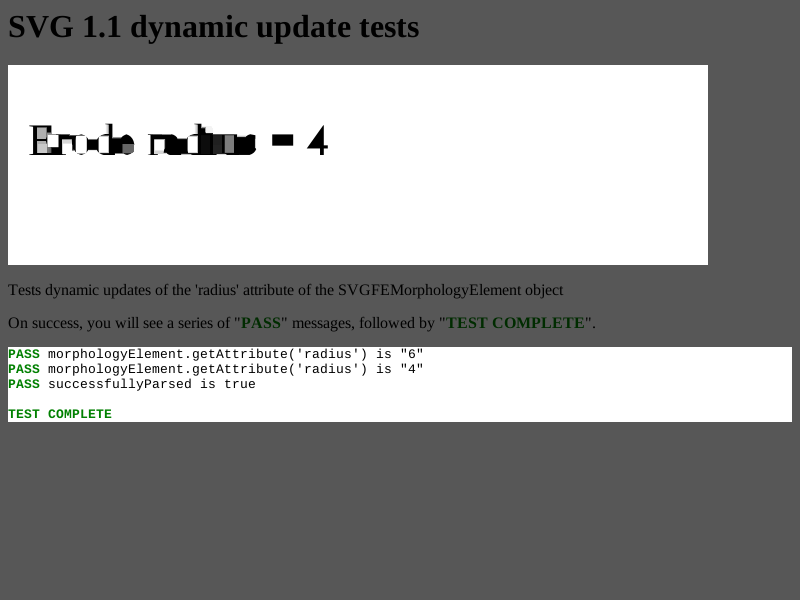 SVG 1.1 dynamic update tests
Erode radius = 4
Tests dynamic updates of the 'radius' attribute of the SVGFEMorphologyElement object
On success, you will see a series of "PASS" messages, followed by "TEST COMPLETE".
PASS morphologyElement.getAttribute('radius') is "6"
PASS morphologyElement.getAttribute('radius') is "4"
PASS successfullyParsed is true
TEST COMPLETE